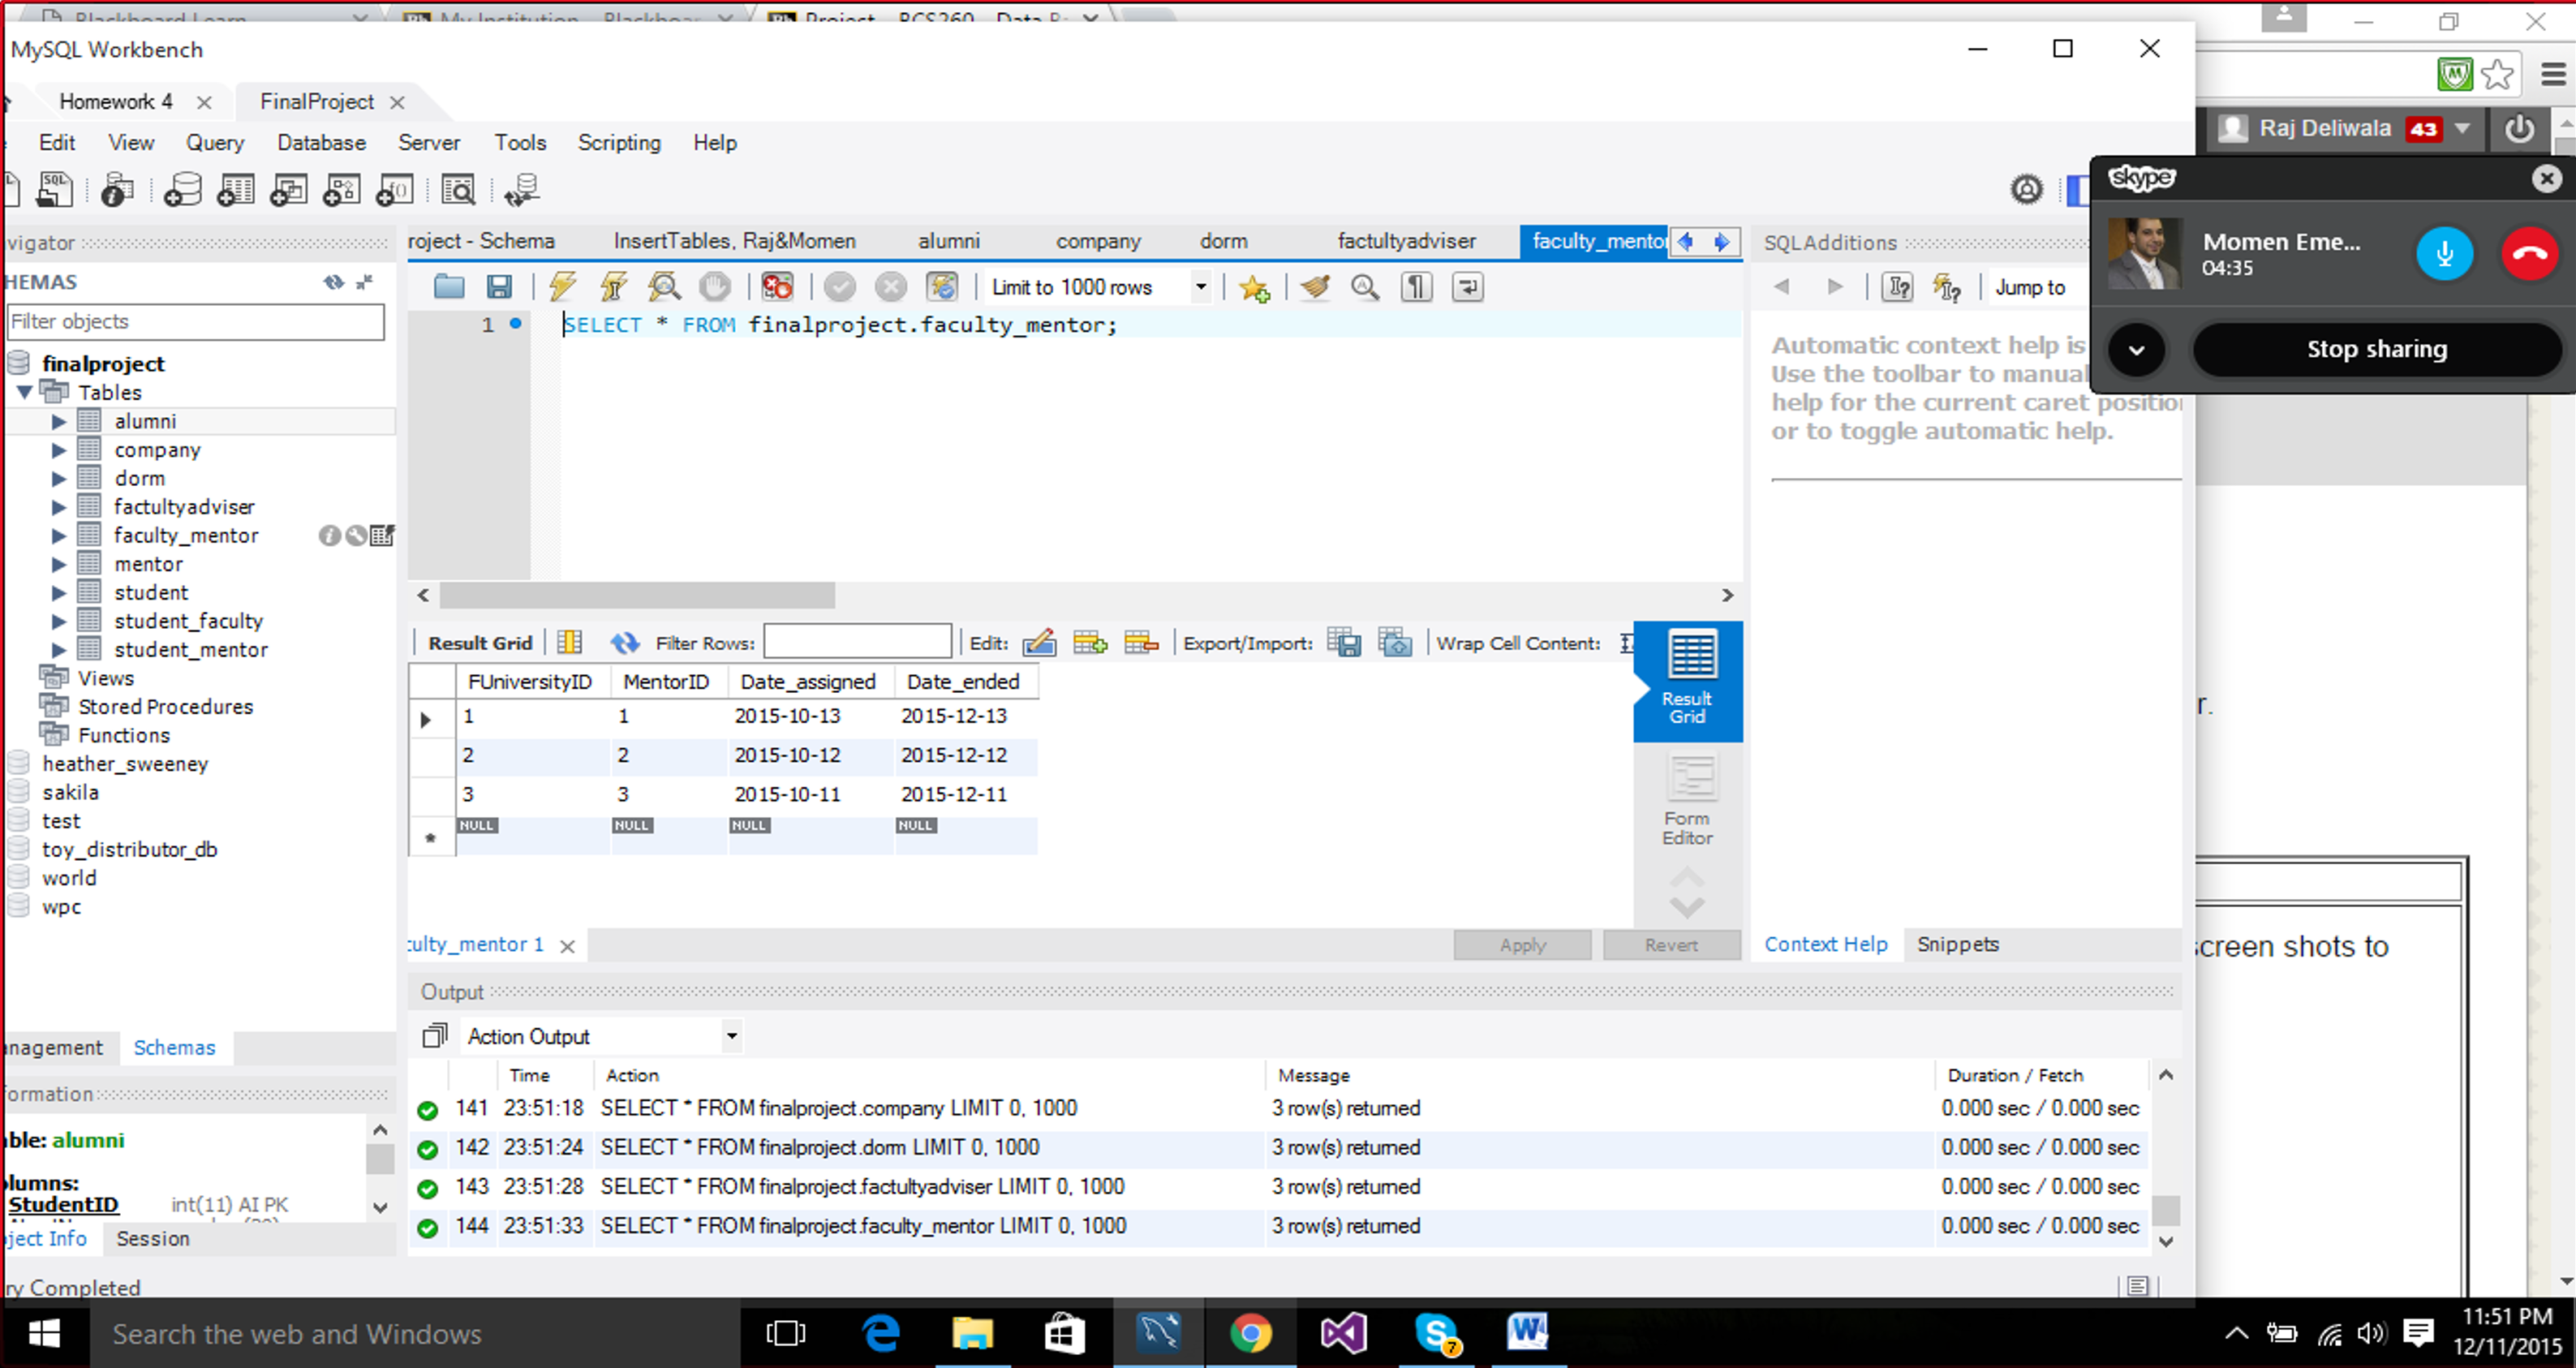 Blackboard Learn
My Institution – Blackboa
Project – BCS260 – Data Ba
MySQL Workbench
Homework 4
FinalProject
Edit View Query Database Server Tools Scripting Help
Raj Deliwala 43
skype
Momen Eme...
04:35
Stop sharing
vigator
HEMAS
Filter objects
finalproject
Tables
alumni
company
dorm
factultyadviser
faculty_mentor
mentor
student
student_faculty
student_mentor
Views
Stored Procedures
Functions
heather_sweeney
sakila
test
toy_distributor_db
world
wpc
nagement Schemas
formation
ble: alumni
lumns:
StudentID int(11) AI PK
ject Info Session
ry Completed
roject - Schema InsertTables, Raj&Momen alumni company dorm factultyadviser faculty_mentor
Limit to 1000 rows
1 SELECT * FROM finalproject.faculty_mentor;
Result Grid Filter Rows: Edit: Export/Import: Wrap Cell Content:
FUniversityID MentorID Date_assigned Date_ended
1 1 2015-10-13 2015-12-13
2 2 2015-10-12 2015-12-12
3 3 2015-10-11 2015-12-11
NULL NULL NULL NULL
Result
Grid
Form
Editor
culty_mentor 1
Apply Revert
SQLAdditions
Jump to
Automatic context help is
Use the toolbar to manual
help for the current caret positio
or to toggle automatic help.
Context Help Snippets
r.
screen shots to
Output
Action Output
Time Action Message Duration / Fetch
141 23:51:18 SELECT * FROM finalproject.company LIMIT 0, 1000 3 row(s) returned 0.000 sec / 0.000 sec
142 23:51:24 SELECT * FROM finalproject.dorm LIMIT 0, 1000 3 row(s) returned 0.000 sec / 0.000 sec
143 23:51:28 SELECT * FROM finalproject.factultyadviser LIMIT 0, 1000 3 row(s) returned 0.000 sec / 0.000 sec
144 23:51:33 SELECT * FROM finalproject.faculty_mentor LIMIT 0, 1000 3 row(s) returned 0.000 sec / 0.000 sec
Search the web and Windows
7
11:51 PM
12/11/2015